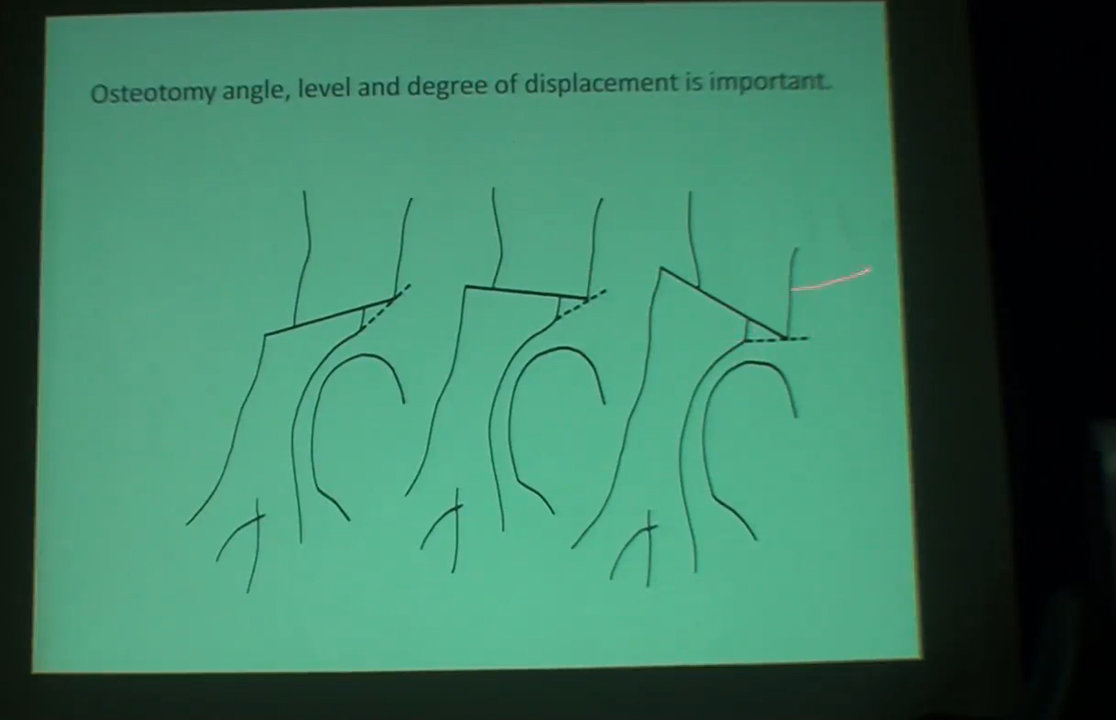 Osteotomy angle, level and degree of displacement is important.